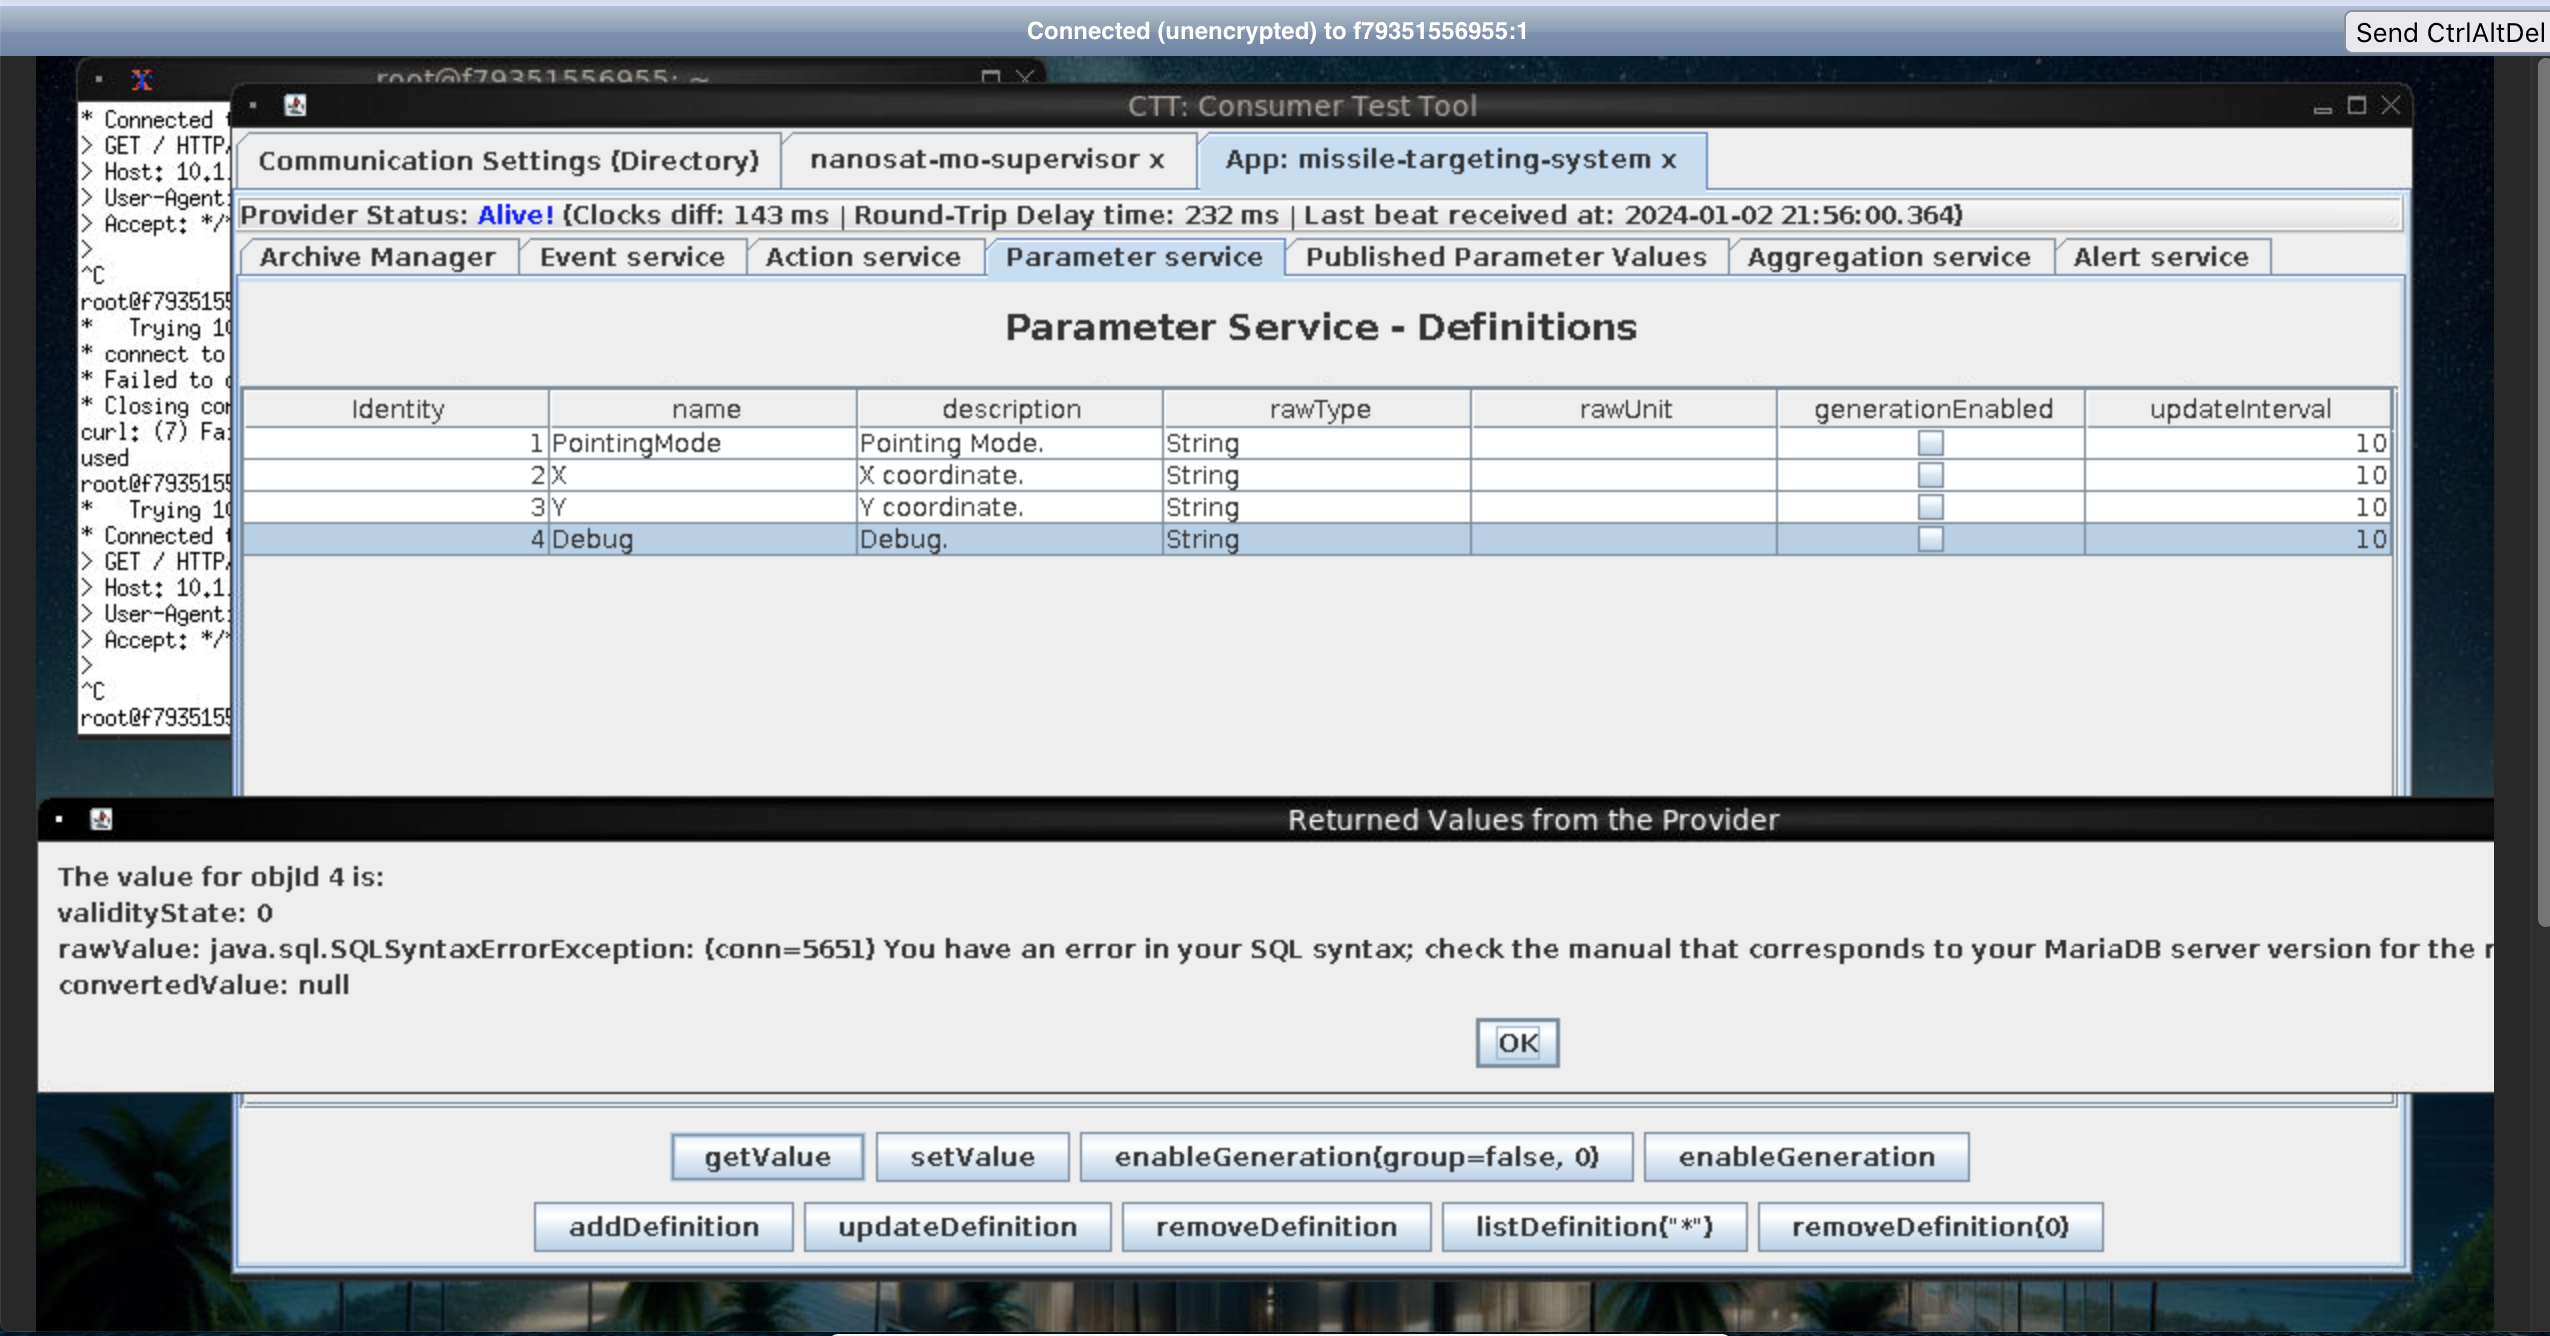 Connected (unencrypted) to f79351556955:1
Send CtrlAltDel
root@f79351556955: ~
* Connected
> GET / HTTP/
> Host: 10.1.
> User-Agent:
> Accept: */*
>
^C
root@f7935155
* Trying 10
* connect to
* Failed to
* Closing con
curl: (7) Fai
used
root@f7935155
* Trying 10
* Connected
> GET / HTTP/
> Host: 10.1.
> User-Agent:
> Accept: */*
>
^C
root@f7935155
CTT: Consumer Test Tool
Communication Settings (Directory)
nanosat-mo-supervisor x
App: missile-targeting-system x
Provider Status: Alive! (Clocks diff: 143 ms | Round-Trip Delay time: 232 ms | Last beat received at: 2024-01-02 21:56:00.364)
Archive Manager Event service Action service Parameter service Published Parameter Values Aggregation service Alert service
Parameter Service - Definitions
Identity name description rawType rawUnit generationEnabled updateInterval
1 PointingMode Pointing Mode. String 10
2 X X coordinate. String 10
3 Y Y coordinate. String 10
4 Debug Debug. String 10
Returned Values from the Provider
The value for objId 4 is:
validityState: 0
rawValue: java.sql.SQLSyntaxErrorException: (conn=5651) You have an error in your SQL syntax; check the manual that corresponds to your MariaDB server version for the
convertedValue: null
OK
getValue setValue enableGeneration(group=false, 0) enableGeneration
addDefinition updateDefinition removeDefinition listDefinition("*") removeDefinition(0)